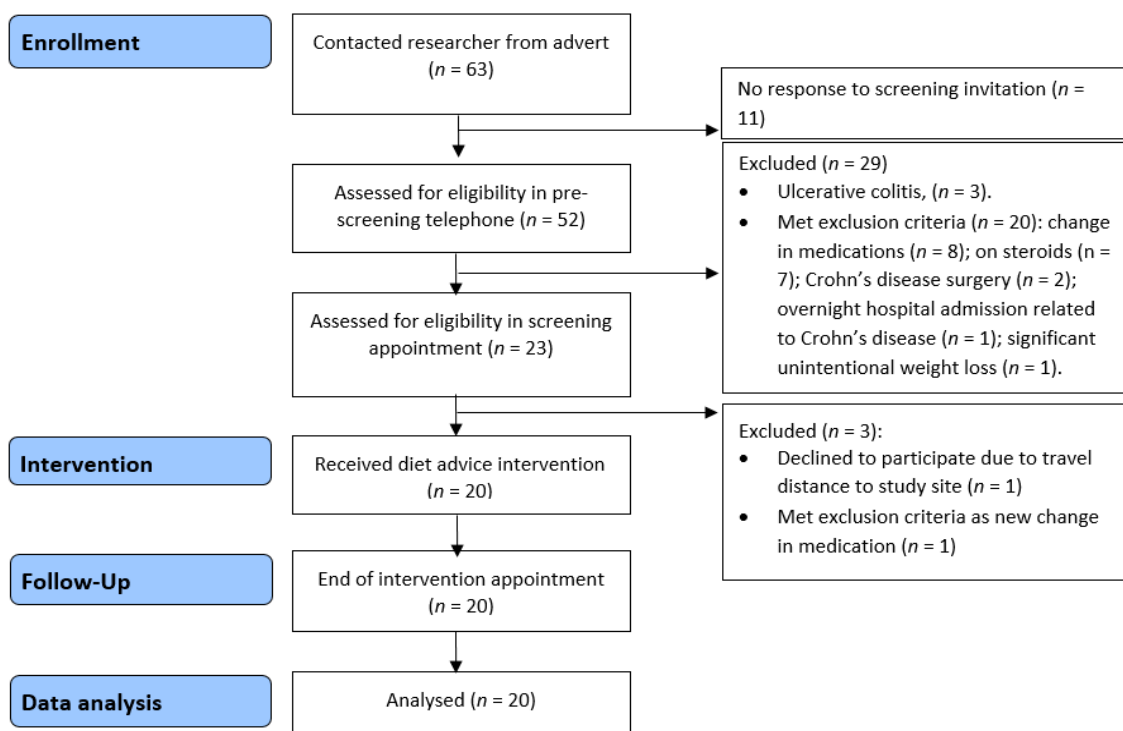 Enrollment
Contacted researcher from advert
(n = 63)
No response to screening invitation (n =
11)
Assessed for eligibility in pre-
screening telephone (n = 52)
Excluded (n = 29)
• Ulcerative colitis, (n = 3).
• Met exclusion criteria (n = 20): change
in medications (n = 8); on steroids (n =
7); Crohn’s disease surgery (n = 2);
overnight hospital admission related
to Crohn’s disease (n = 1); significant
unintentional weight loss (n = 1).
Assessed for eligibility in screening
appointment (n = 23)
Excluded (n = 3):
• Declined to participate due to travel
distance to study site (n = 1)
• Met exclusion criteria as new change
in medication (n = 1)
Intervention
Received diet advice intervention
(n = 20)
Follow-Up
End of intervention appointment
(n = 20)
Data analysis
Analysed (n = 20)